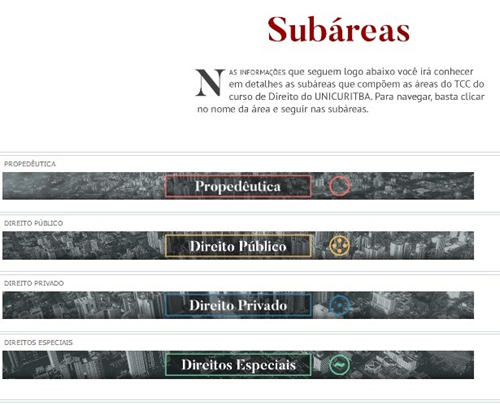 Subáreas
NAS INFORMAÇÕES que seguem logo abaixo você irá conhecer
em detalhes as subáreas que compõem as áreas do TCC do
curso de Direito do UNICURITBA. Para navegar, basta clicar
no nome da área e seguir nas subáreas.
PROPEDÊUTICA
Propedêutica
DIREITO PÚBLICO
Direito Público
DIREITO PRIVADO
Direito Privado
DIREITOS ESPECIAIS
Direitos Especiais